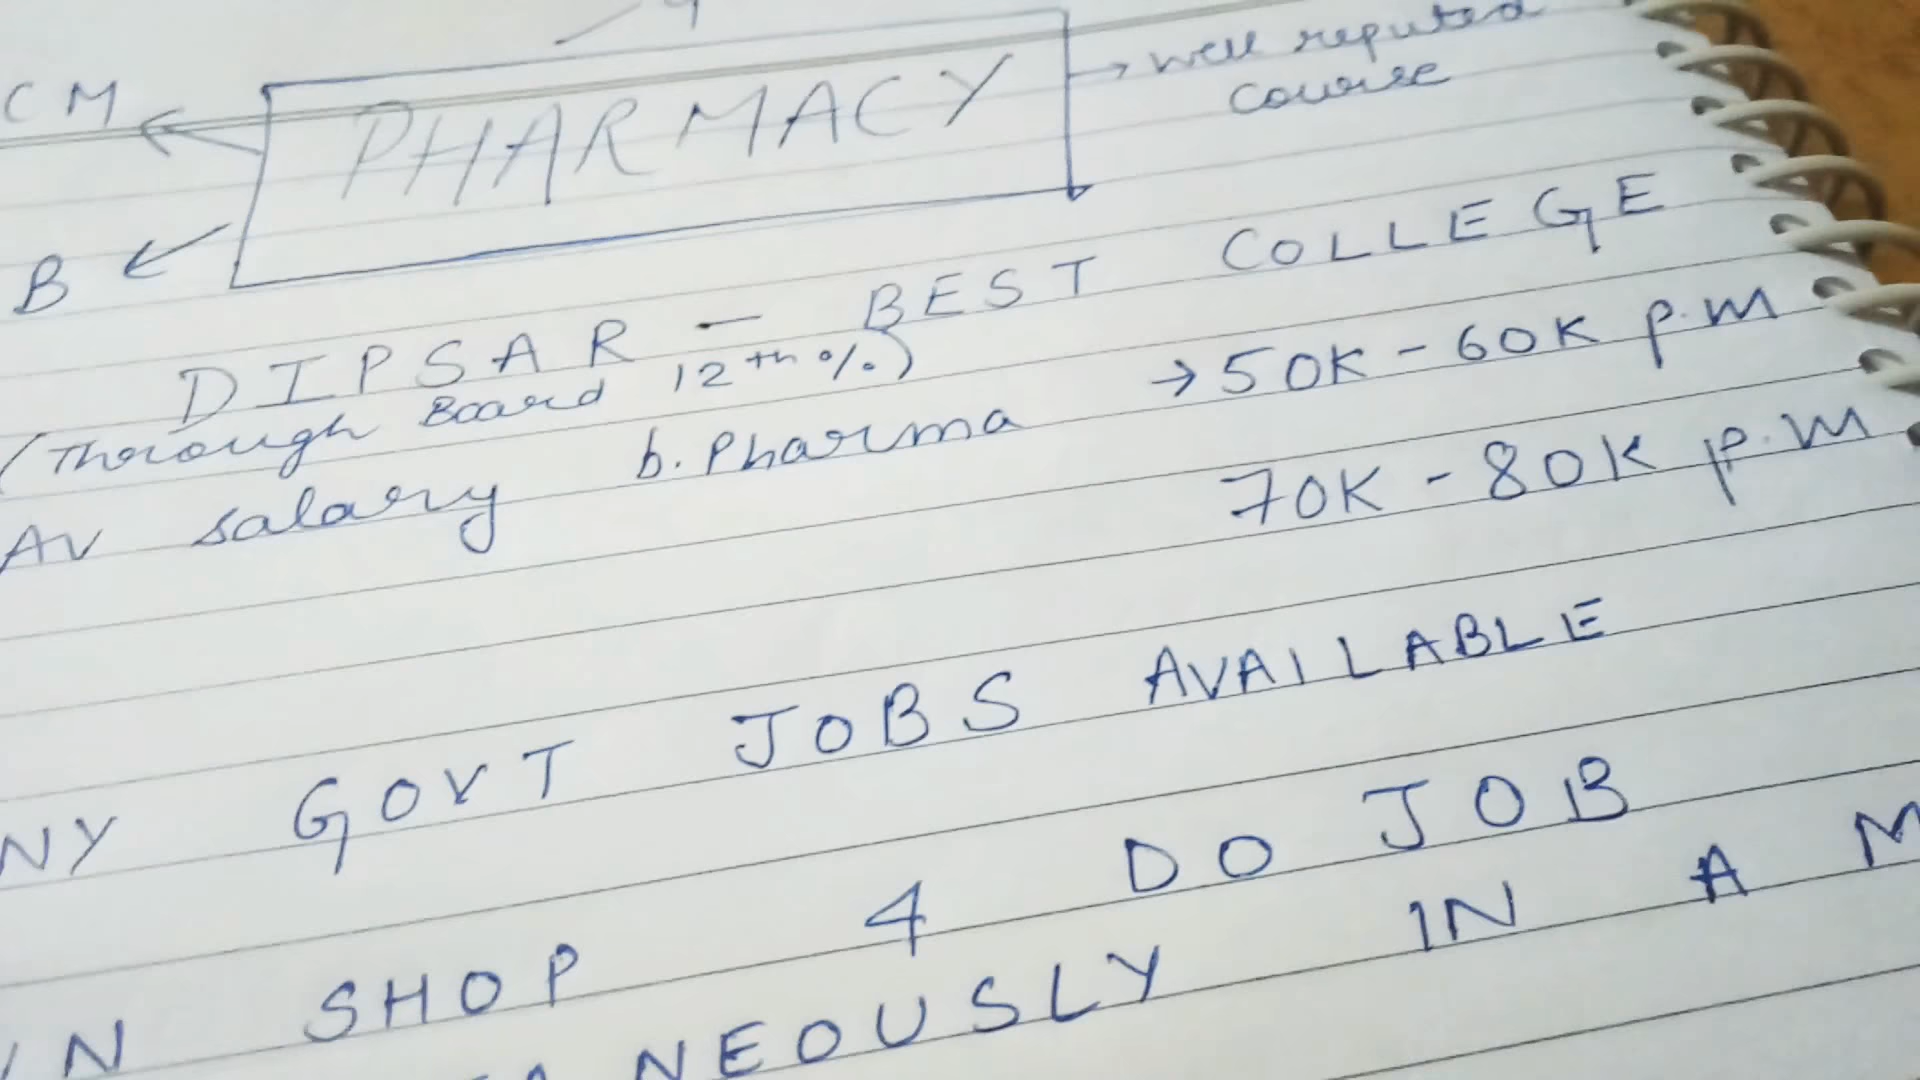 CM
PHARMACY
→ well reputed
course
B
DIPSAR - BEST COLLEGE
(Through Board 12th %)
AV salary b. Pharma → 50K - 60K p.m
70K - 80K p.m
NY GOVT JOBS AVAILABLE
N SHOP 4 DO JOB
NEOUSLY IN A M